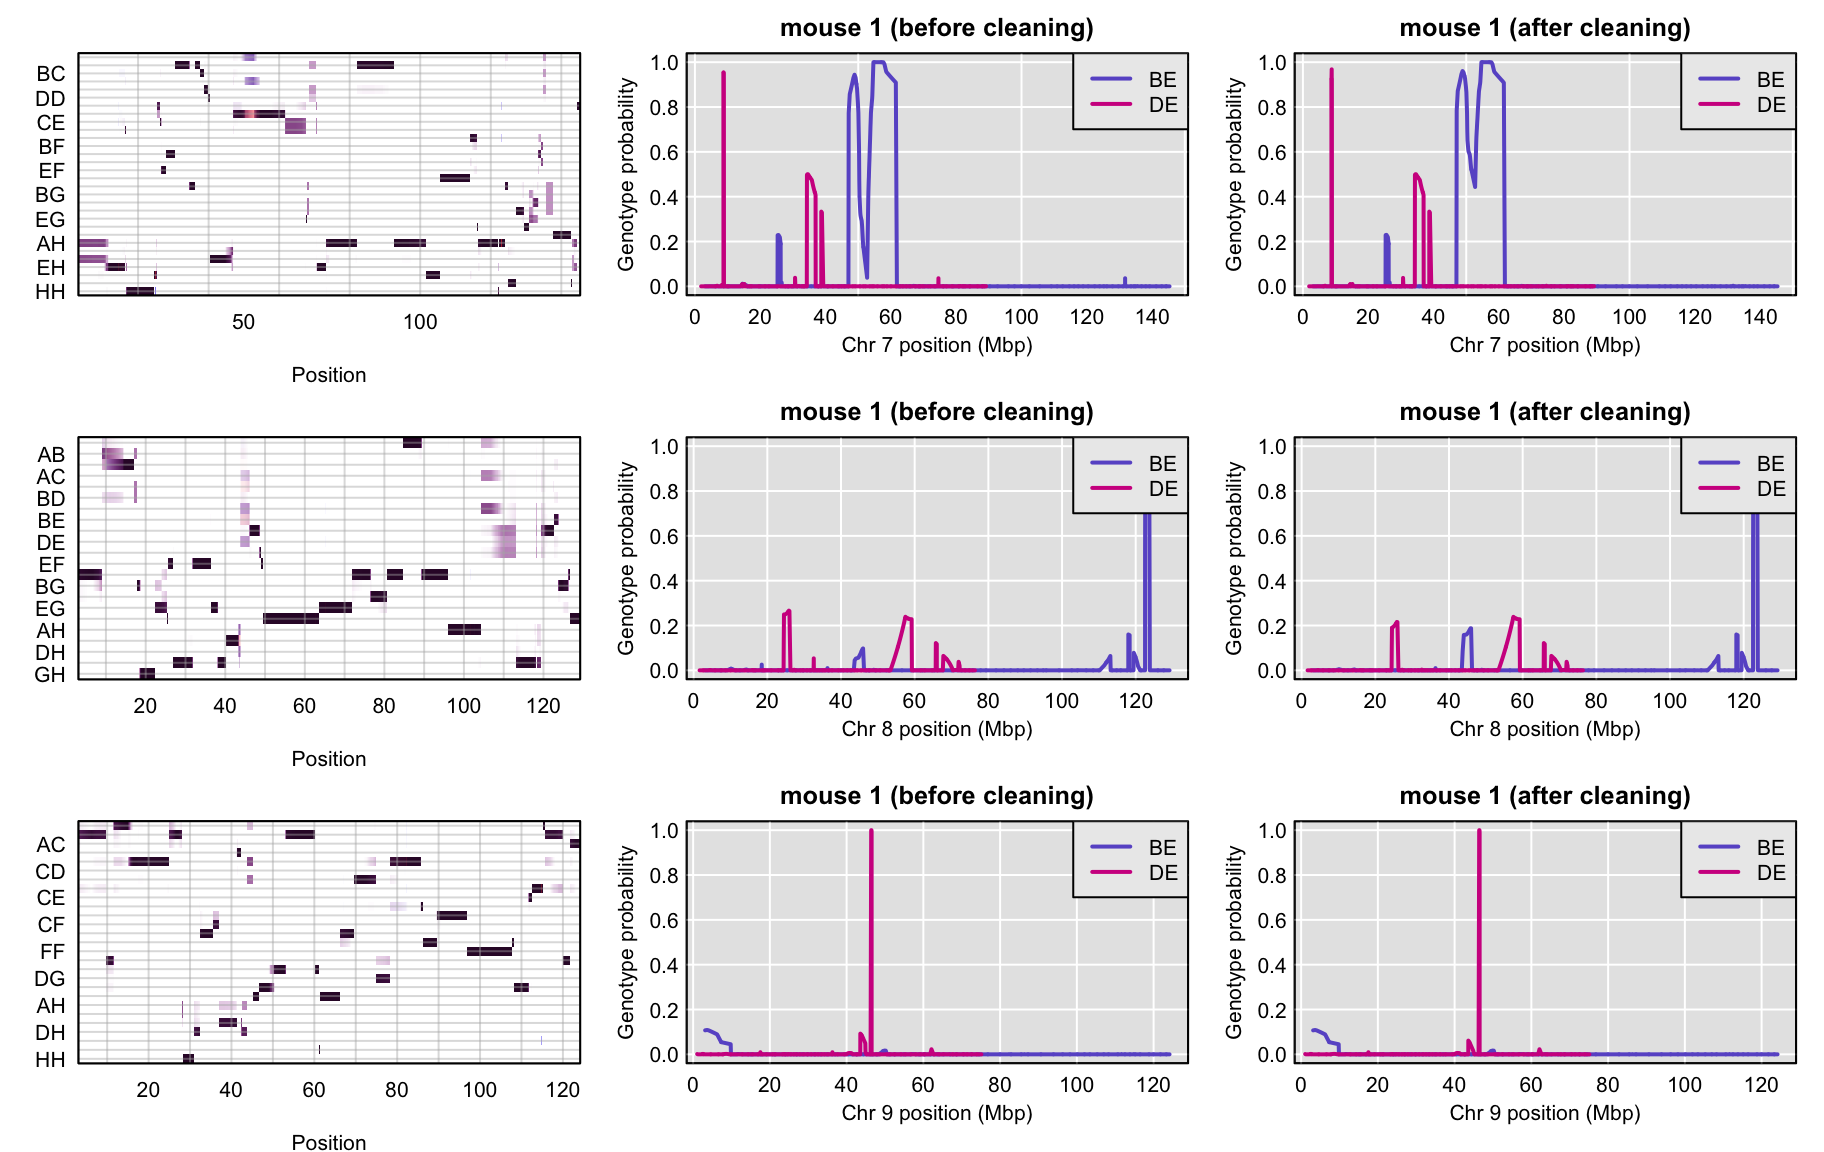 BC
DD
CE
BF
EF
BG
EG
AH
EH
HH
50 100
Position
mouse 1 (before cleaning)
Genotype probability
1.0
0.8
0.6
0.4
0.2
0.0
BE
DE
0 20 40 60 80 100 120 140
Chr 7 position (Mbp)
mouse 1 (after cleaning)
Genotype probability
1.0
0.8
0.6
0.4
0.2
0.0
BE
DE
0 20 40 60 80 100 120 140
Chr 7 position (Mbp)
AB
AC
BD
BE
DE
EF
BG
EG
AH
DH
GH
20 40 60 80 100 120
Position
mouse 1 (before cleaning)
Genotype probability
1.0
0.8
0.6
0.4
0.2
0.0
BE
DE
0 20 40 60 80 100 120
Chr 8 position (Mbp)
mouse 1 (after cleaning)
Genotype probability
1.0
0.8
0.6
0.4
0.2
0.0
BE
DE
0 20 40 60 80 100 120
Chr 8 position (Mbp)
AC
CD
CE
CF
FF
DG
AH
DH
HH
20 40 60 80 100 120
Position
mouse 1 (before cleaning)
Genotype probability
1.0
0.8
0.6
0.4
0.2
0.0
BE
DE
0 20 40 60 80 100 120
Chr 9 position (Mbp)
mouse 1 (after cleaning)
Genotype probability
1.0
0.8
0.6
0.4
0.2
0.0
BE
DE
0 20 40 60 80 100 120
Chr 9 position (Mbp)